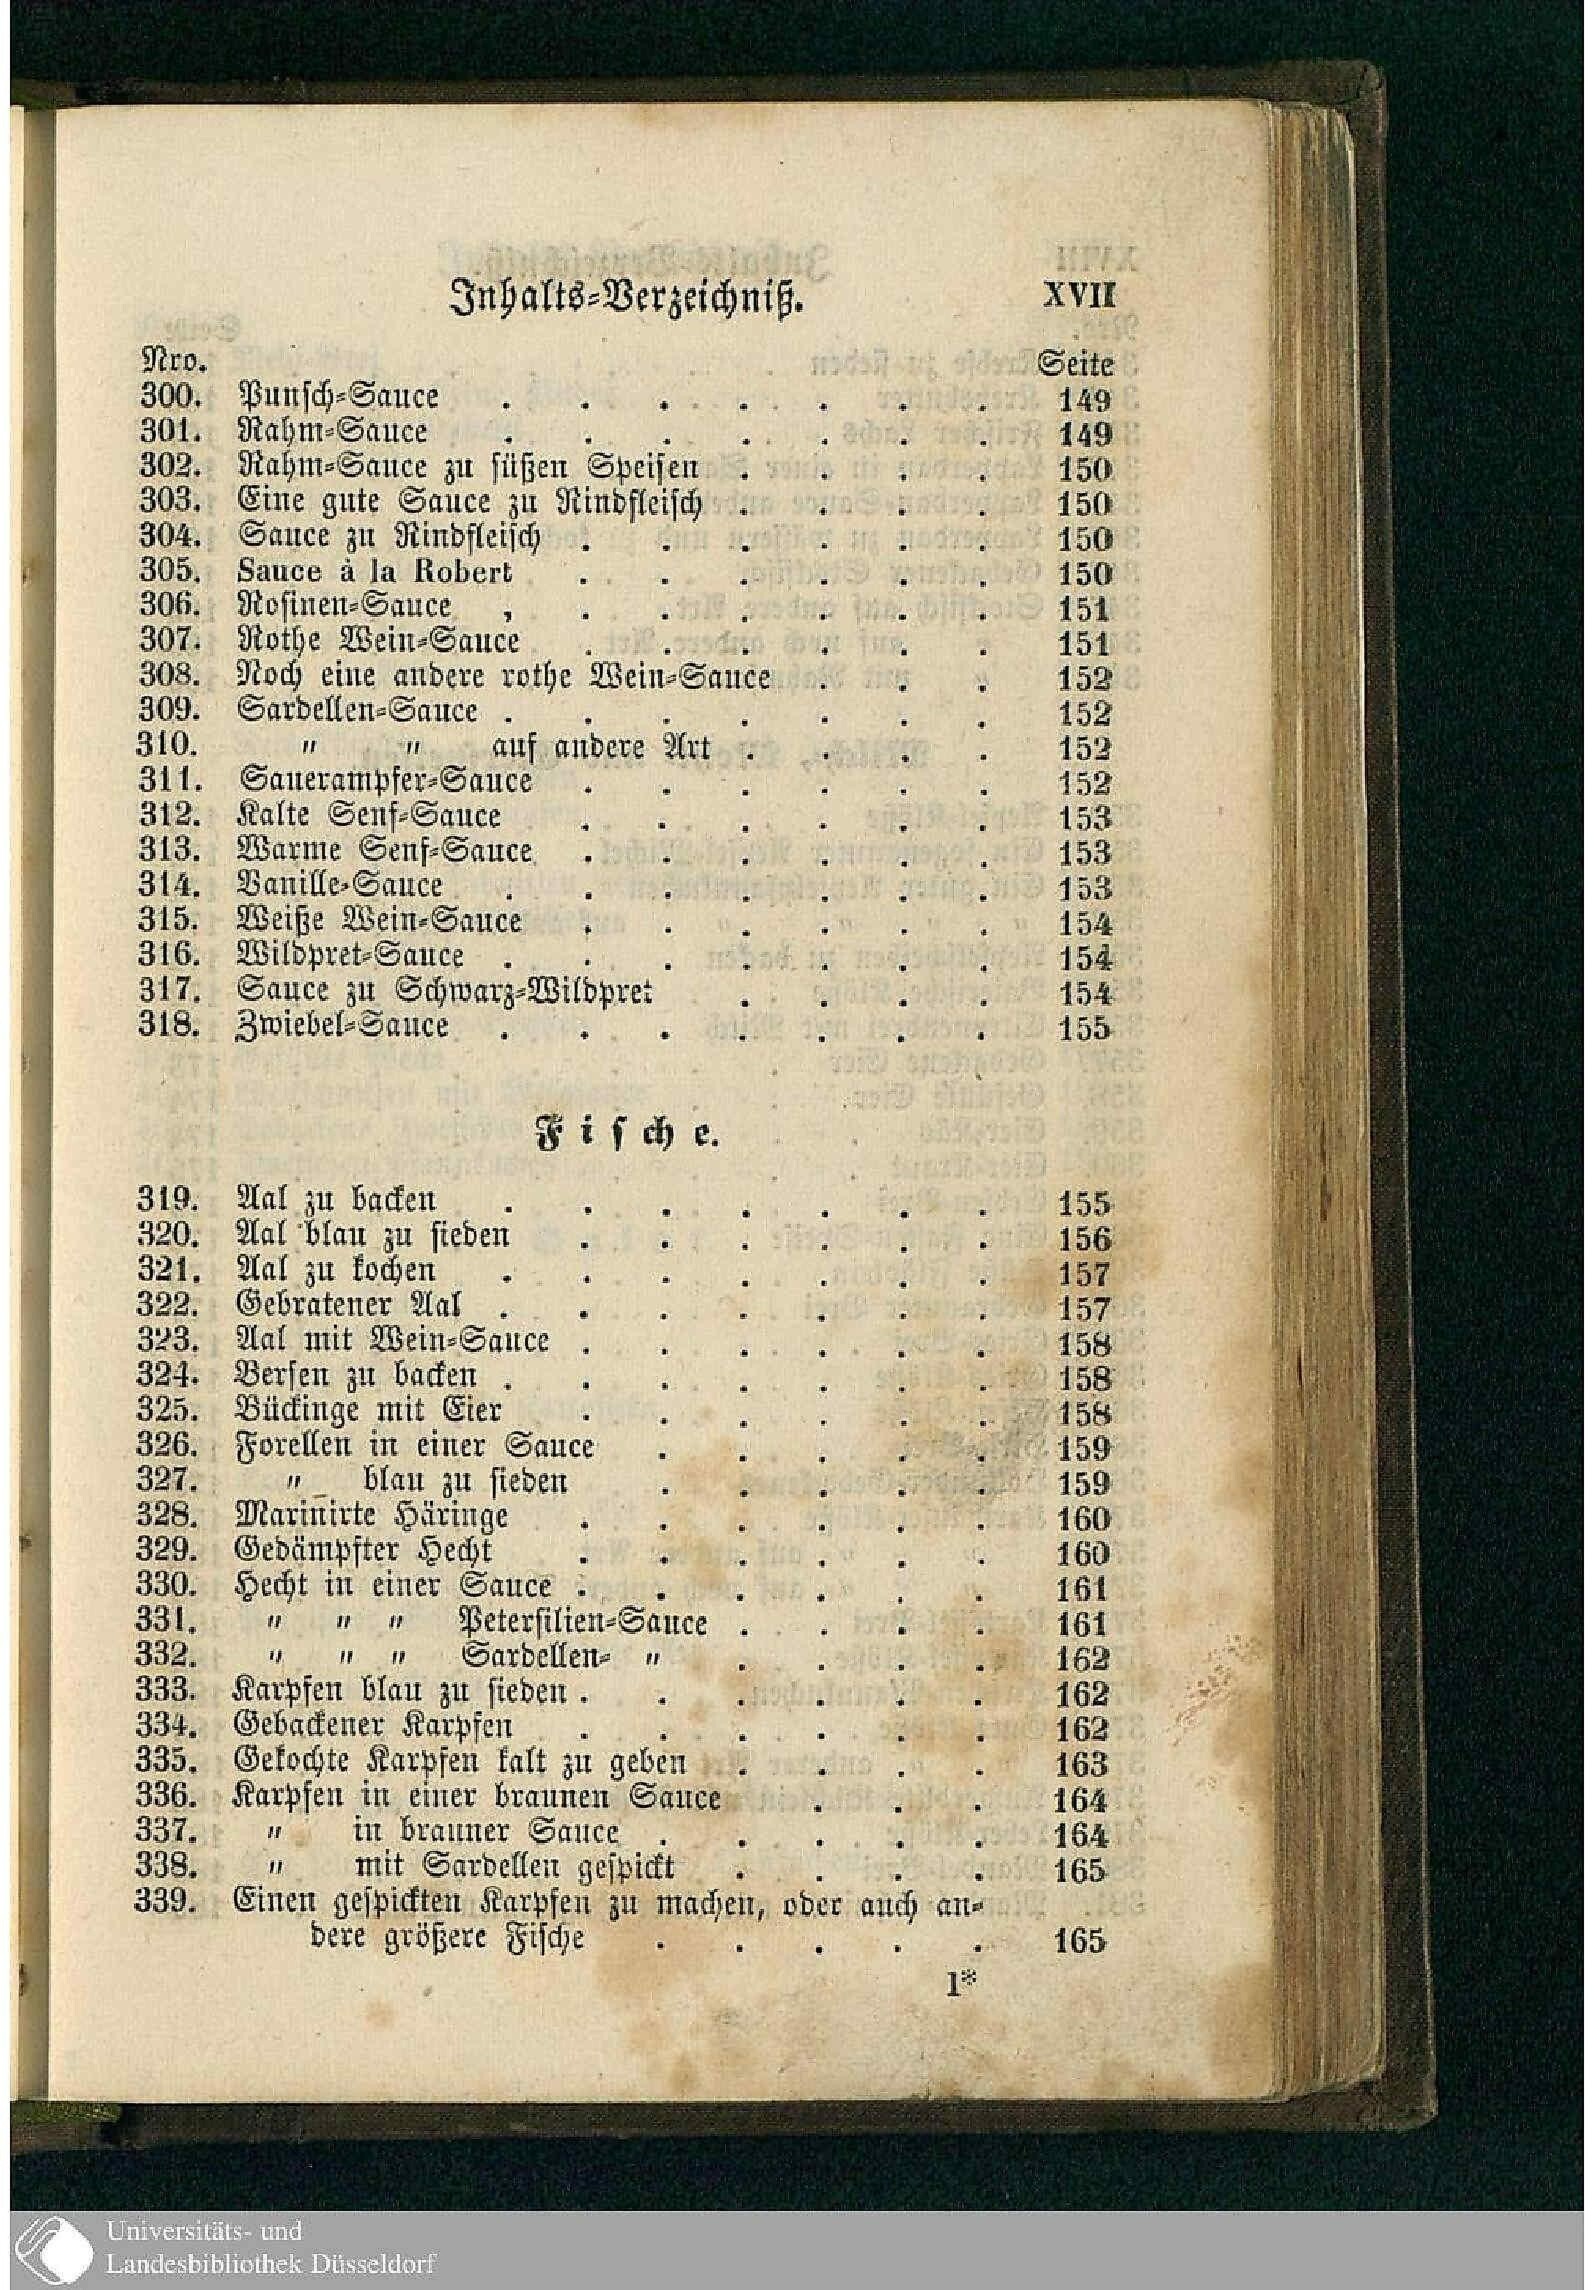 Inhalts-Verzeichniß. XVII
Nro. Seite
300. Punsch-Sauce . . . . . . . 149
301. Rahm-Sauce . . . . . . . 149
302. Rahm-Sauce zu süßen Speisen . . . . 150
303. Eine gute Sauce zu Rindfleisch . . . . 150
304. Sauce zu Rindfleisch . . . . . . 150
305. Sauce à la Robert . . . . . . 150
306. Rosinen-Sauce , . . . . . . 151
307. Rothe Wein-Sauce . . . . . . 151
308. Noch eine andere rothe Wein-Sauce . . . 152
309. Sardellen-Sauce . . . . . . . 152
310. " " auf andere Art . . . . 152
311. Sauerampfer-Sauce . . . . . . 152
312. Kalte Senf-Sauce . . . . . . 153
313. Warme Senf-Sauce . . . . . . 153
314. Vanille-Sauce . . . . . . . 153
315. Weiße Wein-Sauce . . . . . . 154
316. Wildpret-Sauce . . . . . . . 154
317. Sauce zu Schwarz-Wildpret . . . . 154
318. Zwiebel-Sauce . . . . . . . 155
Fische.
319. Aal zu backen . . . . . . . 155
320. Aal blau zu sieden . . . . . . 156
321. Aal zu kochen . . . . . . . 157
322. Gebratener Aal . . . . . . . 157
323. Aal mit Wein-Sauce . . . . . . 158
324. Bersen zu backen . . . . . . . 158
325. Bückinge mit Eier . . . . . . 158
326. Forellen in einer Sauce . . . . . 159
327. " blau zu sieden . . . . . 159
328. Marinirte Häringe . . . . . . 160
329. Gedämpfter Hecht . . . . . . 160
330. Hecht in einer Sauce . . . . . . 161
331. " " " Petersilien-Sauce . . . . 161
332. " " " Sardellen- " . . . . 162
333. Karpfen blau zu sieden . . . . . . 162
334. Gebackener Karpfen . . . . . . 162
335. Gekochte Karpfen kalt zu geben . . . . 163
336. Karpfen in einer braunen Sauce . . . 164
337. " in brauner Sauce . . . . . 164
338. " mit Sardellen gespickt . . . . 165
339. Einen gespickten Karpfen zu machen, oder auch an-
dere größere Fische . . . . . 165
1*
Universitäts- und
Landesbibliothek Düsseldorf